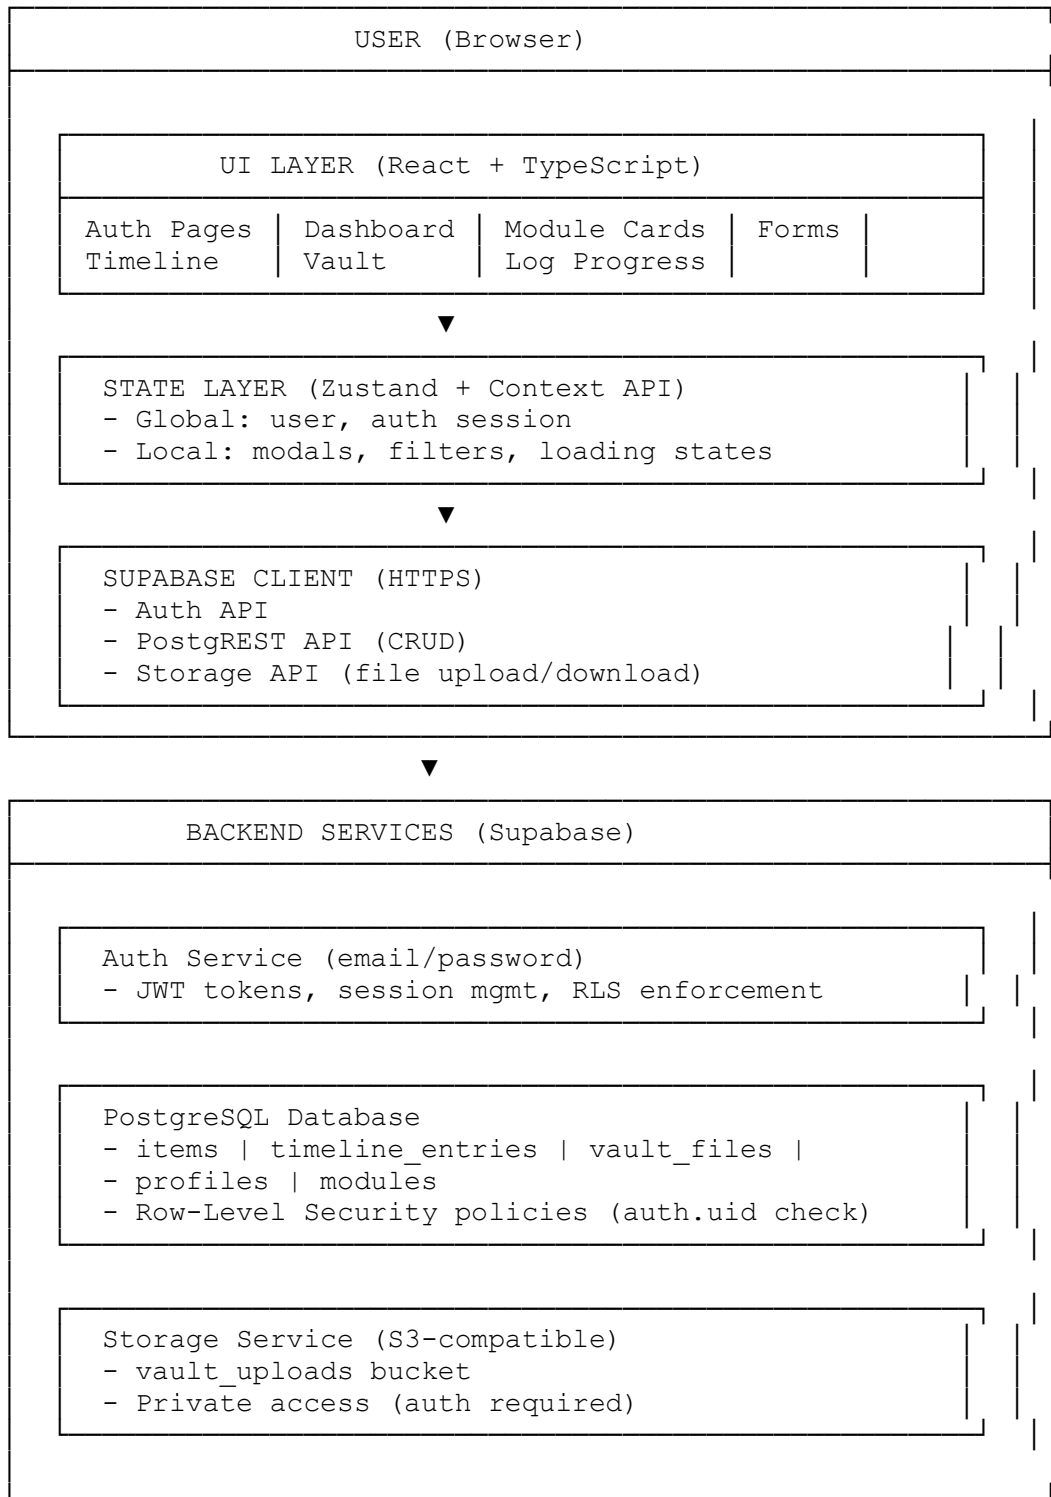 USER (Browser)
UI LAYER (React + TypeScript)
Auth Pages | Dashboard | Module Cards | Forms |
Timeline | Vault | Log Progress | |
▼
STATE LAYER (Zustand + Context API)
- Global: user, auth session
- Local: modals, filters, loading states
▼
SUPABASE CLIENT (HTTPS)
- Auth API
- PostgREST API (CRUD)
- Storage API (file upload/download)
▼
BACKEND SERVICES (Supabase)
Auth Service (email/password)
- JWT tokens, session mgmt, RLS enforcement
PostgreSQL Database
- items | timeline_entries | vault_files |
- profiles | modules
- Row-Level Security policies (auth.uid check)
Storage Service (S3-compatible)
- vault_uploads bucket
- Private access (auth required)